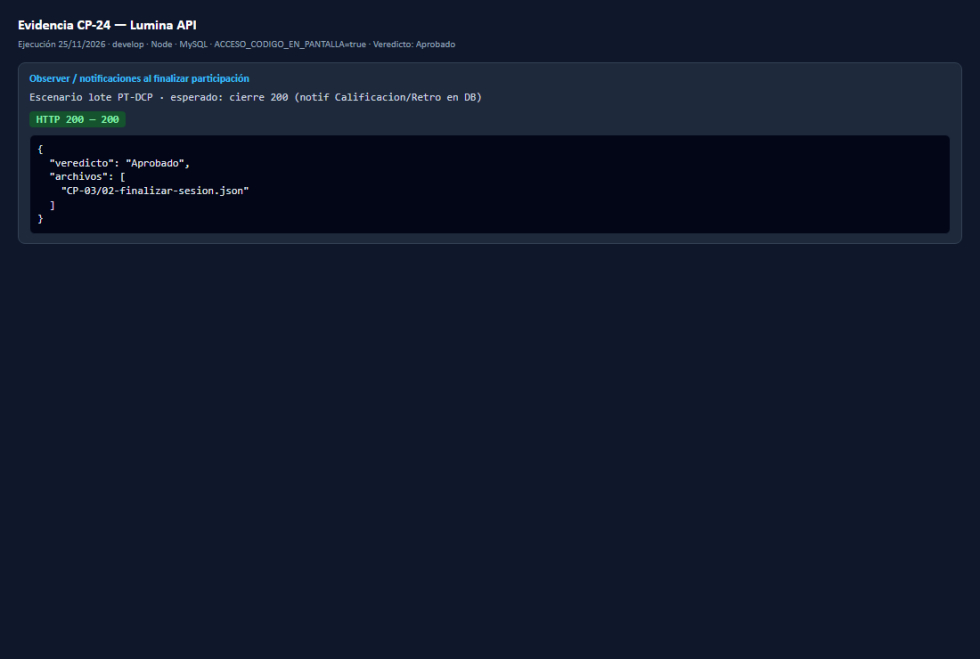 Evidencia CP-24 — Lumina API
Ejecución 25/11/2026 · develop · Node · MySQL · ACCESO_CODIGO_EN_PANTALLA=true · Veredicto: Aprobado
Observer / notificaciones al finalizar participación
Escenario lote PT-DCP · esperado: cierre 200 (notif Calificacion/Retro en DB)
HTTP 200 — 200
{
  "veredicto": "Aprobado",
  "archivos": [
    "CP-03/02-finalizar-sesion.json"
  ]
}